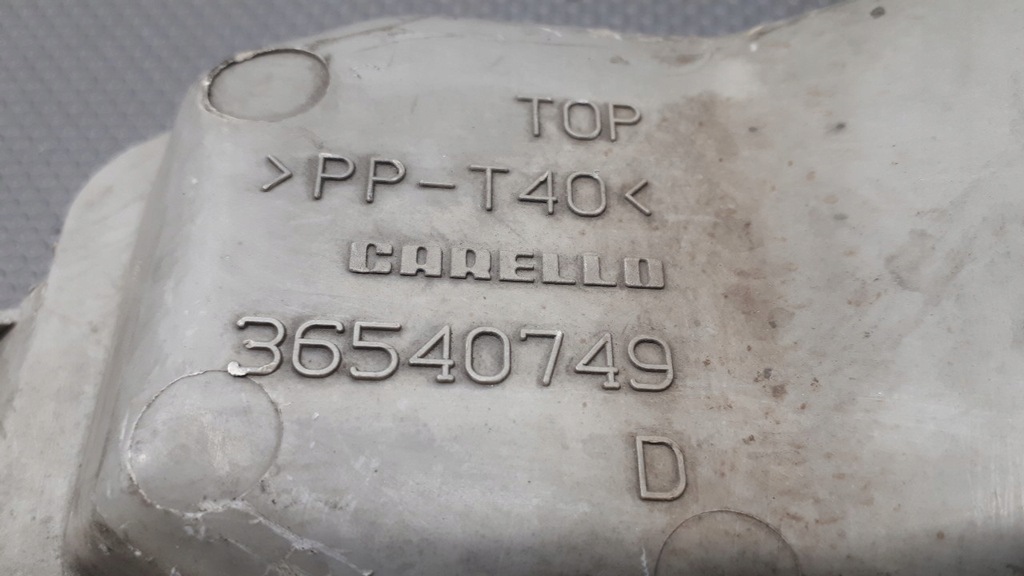 TOP
>PP-T40<
CARELLO
36540749
D